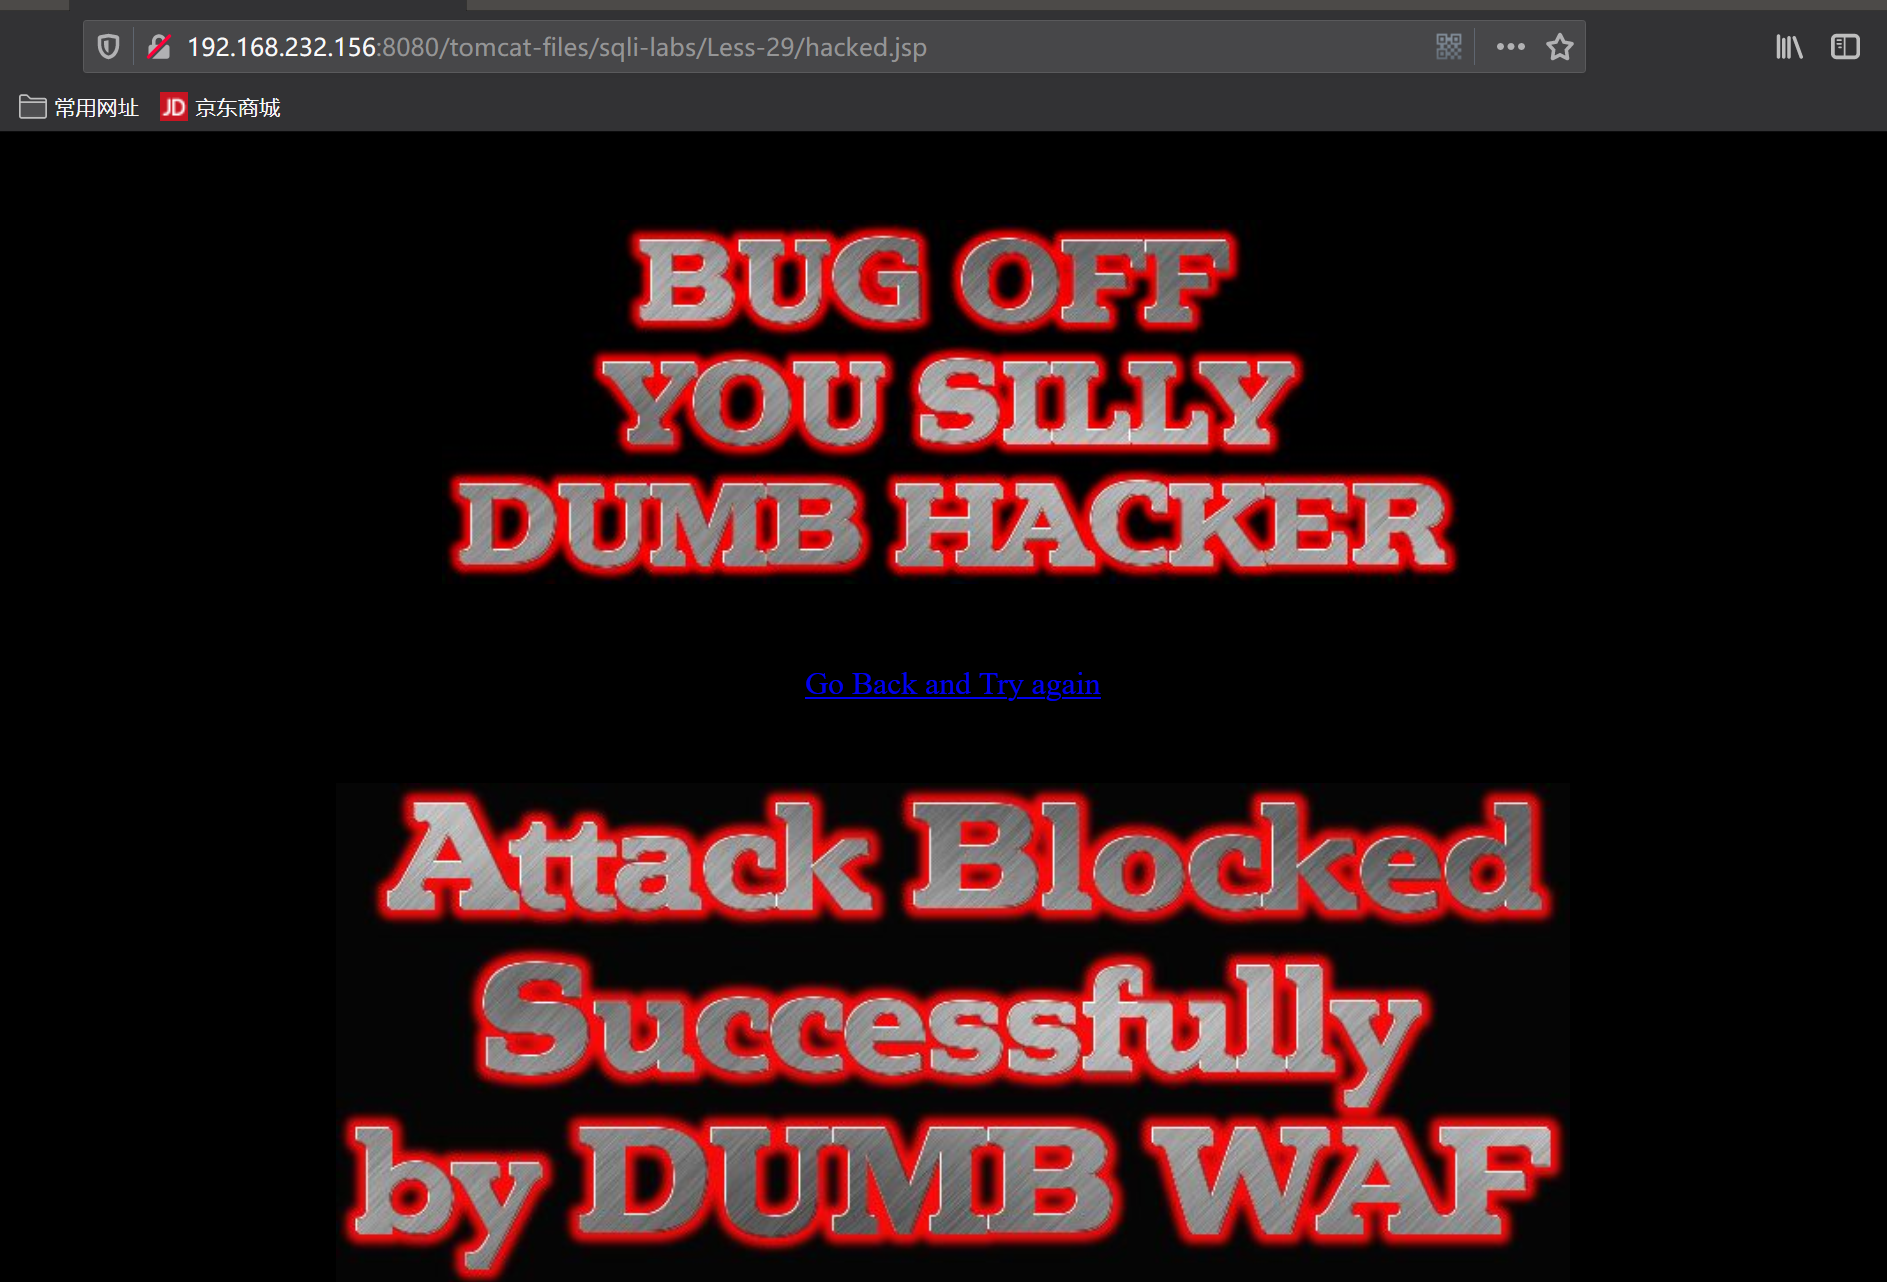 192.168.232.156:8080/tomcat-files/sqli-labs/Less-29/hacked.jsp
常用网址 JD 京东商城
BUG OFF
YOU SILLY
DUMB HACKER
Go Back and Try again
Attack Blocked
Successfully
by DUMB WAF